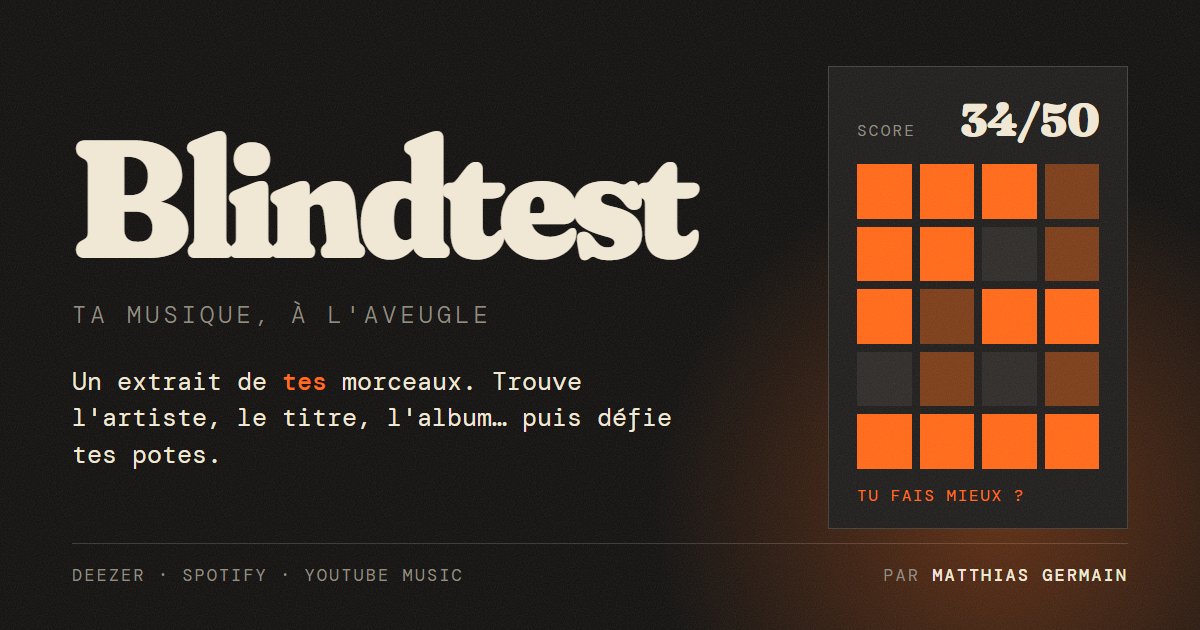 Blindtest
TA MUSIQUE, À L'AVEUGLE
Un extrait de tes morceaux. Trouve
l'artiste, le titre, l'album… puis défie
tes potes.
SCORE 34/50
TU FAIS MIEUX ?
DEEZER · SPOTIFY · YOUTUBE MUSIC
PAR MATTHIAS GERMAIN